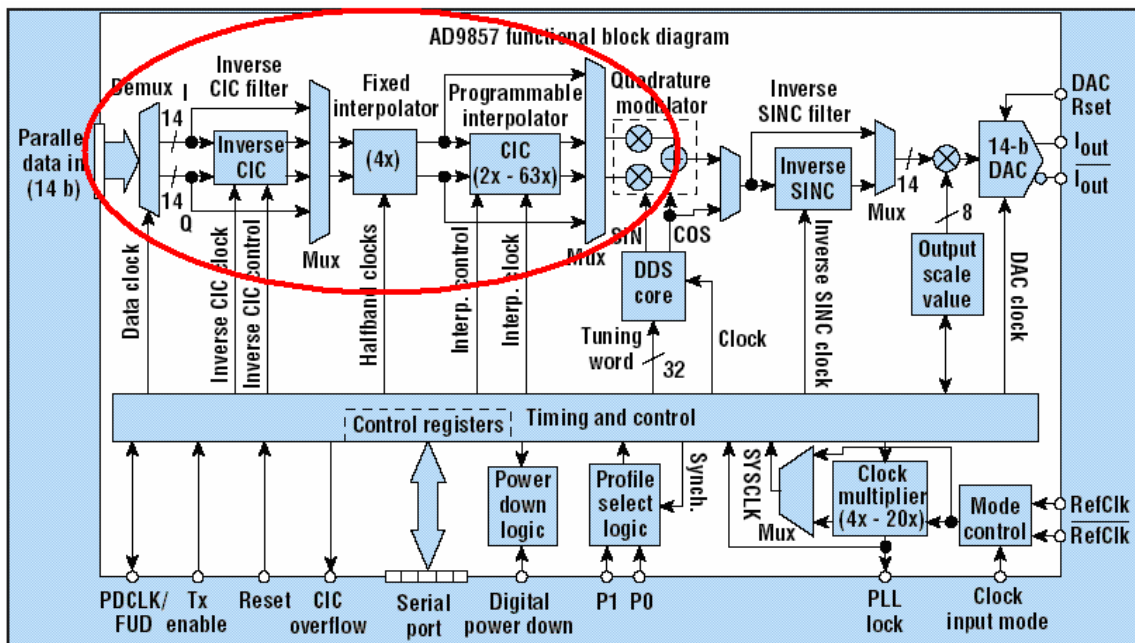 AD9857 functional block diagram
Demux
I
14
14
Q
Parallel
data in
(14 b)
Inverse
CIC filter
Inverse
CIC
Mux
Fixed
interpolator
(4x)
Programmable
interpolator
CIC
(2x - 63x)
Mux
Quadrature
modulator
SIN
COS
DDS
core
Tuning
word
32
Clock
Inverse
SINC filter
Inverse
SINC
Mux
14
8
Output
scale
value
14-b
DAC
DAC
Rset
Iout
Iout
Data clock
Inverse CIC clock
Inverse CIC control
Halfband clocks
Interp. control
Interp. clock
Inverse SINC clock
DAC clock
Timing and control
Control registers
Power
down
logic
Profile
select
logic
Synch.
SYSCLK
Mux
Clock
multiplier
(4x - 20x)
Mode
control
RefClk
RefClk
PDCLK/
FUD
Tx
enable
Reset
CIC
overflow
Serial
port
Digital
power down
P1
P0
PLL
lock
Clock
input mode